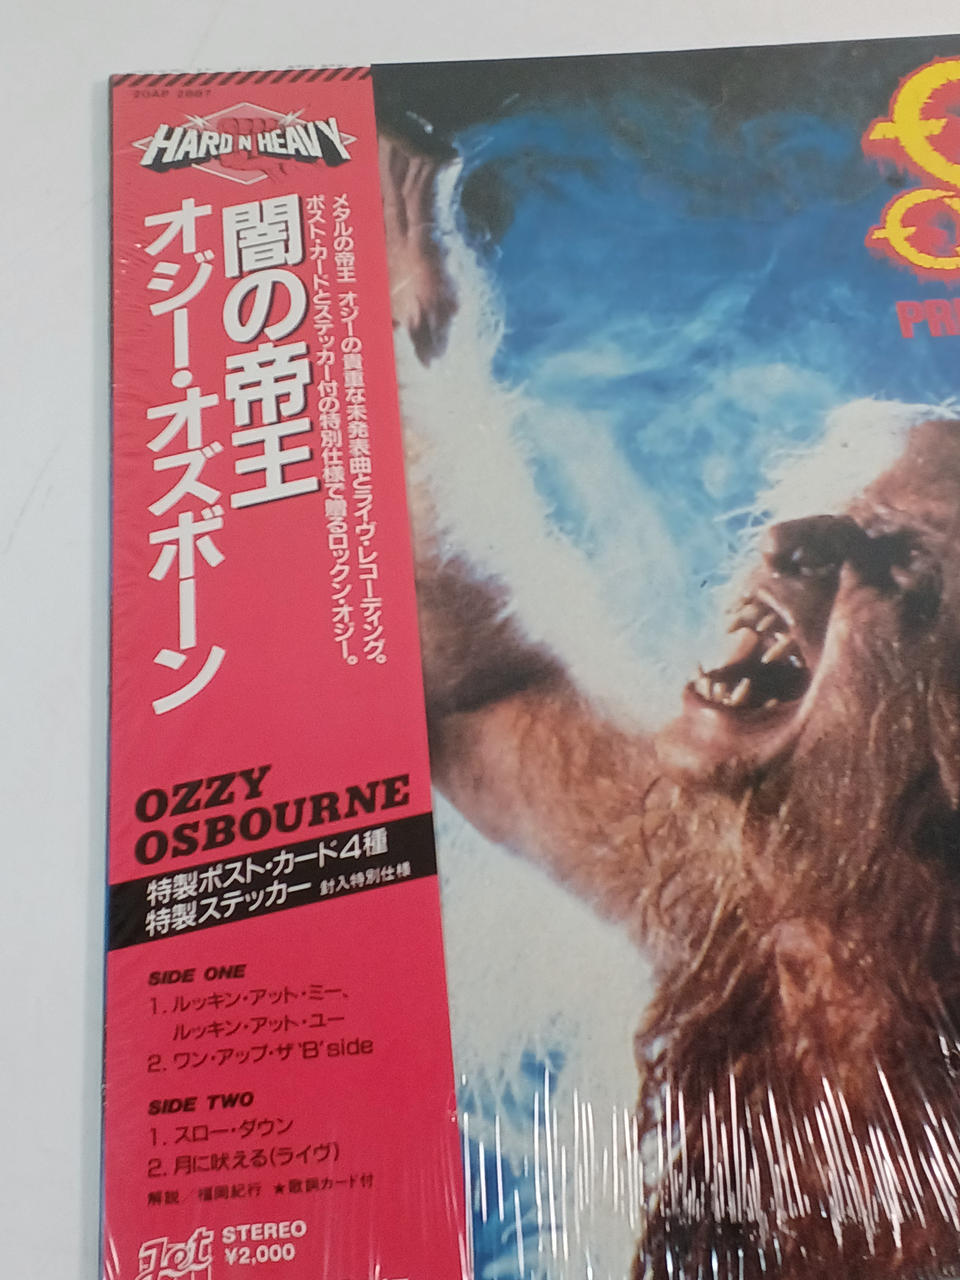 20AP 2887
HARD N HEAVY
メタルの帝王 オジーの貴重な未発表曲とライヴ・レコーディング。
ポスト・カードとステッカー付の特別仕様で贈るロックン・オジー。
闇の帝王
オジー・オズボーン
OZZY
OSBOURNE
特製ポスト・カード4種
特製ステッカー 封入特別仕様
SIDE ONE
1. ルッキン・アット・ミー、
ルッキン・アット・ユー
2. ワン・アップ・ザ‘B’side
SIDE TWO
1. スロー・ダウン
2. 月に吠える(ライヴ)
解説／福岡紀行 ★歌詞カード付
Jet
STEREO
¥2,000